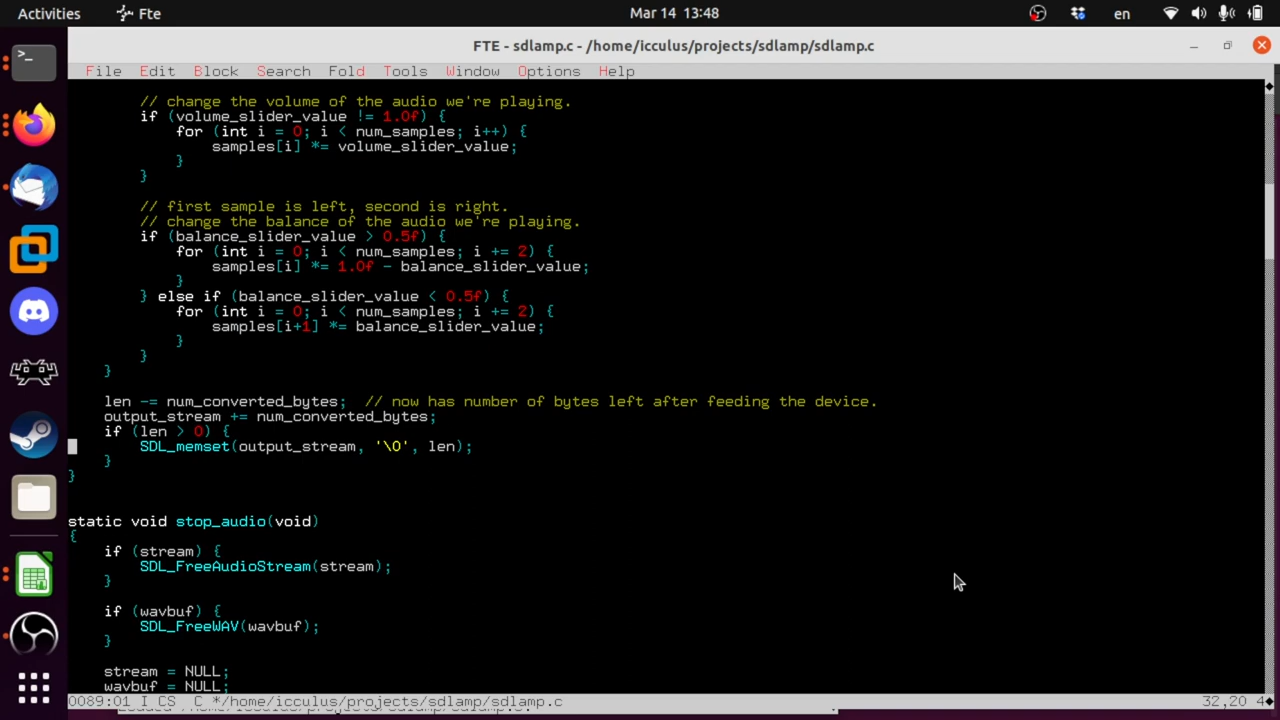 Activities Fte Mar 14 13:48 en
FTE - sdlamp.c - /home/icculus/projects/sdlamp/sdlamp.c
File Edit Block Search Fold Tools Window Options Help
// change the volume of the audio we're playing.
if (volume_slider_value != 1.0f) {
for (int i = 0; i < num_samples; i++) {
samples[i] *= volume_slider_value;
}
}
// first sample is left, second is right.
// change the balance of the audio we're playing.
if (balance_slider_value > 0.5f) {
for (int i = 0; i < num_samples; i += 2) {
samples[i] *= 1.0f - balance_slider_value;
}
} else if (balance_slider_value < 0.5f) {
for (int i = 0; i < num_samples; i += 2) {
samples[i+1] *= balance_slider_value;
}
}
}
len -= num_converted_bytes;  // now has number of bytes left after feeding the device.
output_stream += num_converted_bytes;
if (len > 0) {
SDL_memset(output_stream, '\0', len);
}
}
static void stop_audio(void)
{
if (stream) {
SDL_FreeAudioStream(stream);
}
if (wavbuf) {
SDL_FreeWAV(wavbuf);
}
stream = NULL;
wavbuf = NULL;
0089:01 I CS  C */home/icculus/projects/sdlamp/sdlamp.c 32,20 4